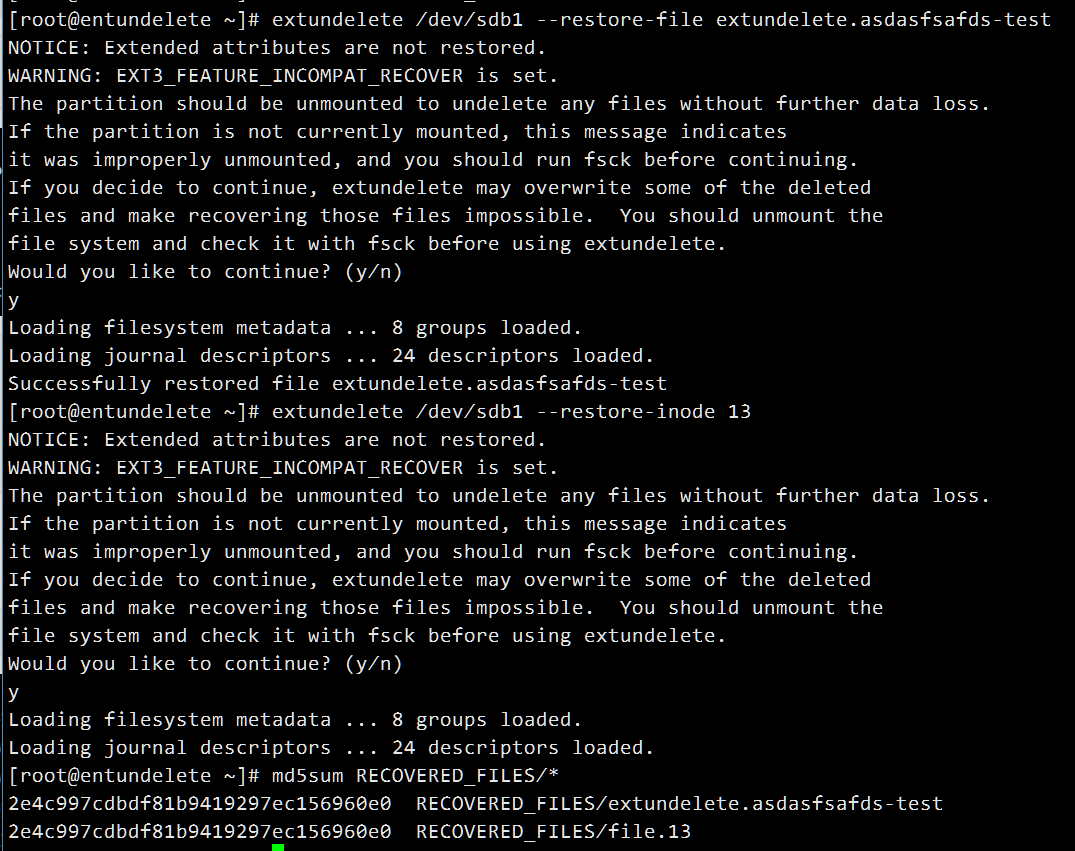 [root@entundelete ~]# extundelete /dev/sdb1 --restore-file extundelete.asdasfsafds-test
NOTICE: Extended attributes are not restored.
WARNING: EXT3_FEATURE_INCOMPAT_RECOVER is set.
The partition should be unmounted to undelete any files without further data loss.
If the partition is not currently mounted, this message indicates
it was improperly unmounted, and you should run fsck before continuing.
If you decide to continue, extundelete may overwrite some of the deleted
files and make recovering those files impossible.  You should unmount the
file system and check it with fsck before using extundelete.
Would you like to continue? (y/n)
y
Loading filesystem metadata ... 8 groups loaded.
Loading journal descriptors ... 24 descriptors loaded.
Successfully restored file extundelete.asdasfsafds-test
[root@entundelete ~]# extundelete /dev/sdb1 --restore-inode 13
NOTICE: Extended attributes are not restored.
WARNING: EXT3_FEATURE_INCOMPAT_RECOVER is set.
The partition should be unmounted to undelete any files without further data loss.
If the partition is not currently mounted, this message indicates
it was improperly unmounted, and you should run fsck before continuing.
If you decide to continue, extundelete may overwrite some of the deleted
files and make recovering those files impossible.  You should unmount the
file system and check it with fsck before using extundelete.
Would you like to continue? (y/n)
y
Loading filesystem metadata ... 8 groups loaded.
Loading journal descriptors ... 24 descriptors loaded.
[root@entundelete ~]# md5sum RECOVERED_FILES/*
2e4c997cdbdf81b9419297ec156960e0  RECOVERED_FILES/extundelete.asdasfsafds-test
2e4c997cdbdf81b9419297ec156960e0  RECOVERED_FILES/file.13